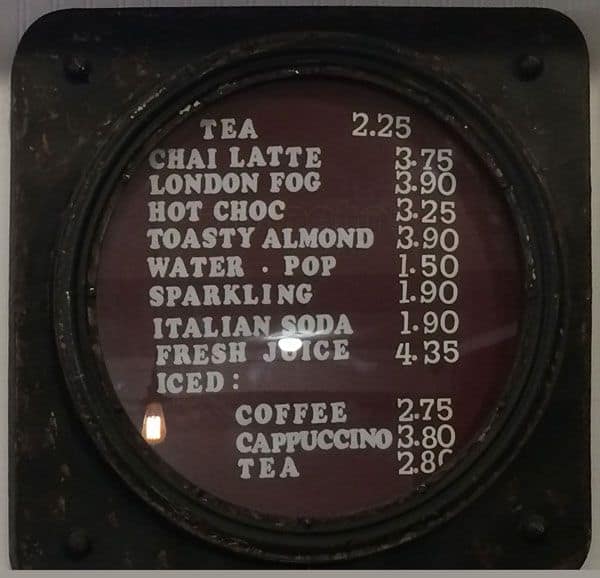 TEA 2.25
CHAI LATTE 3.75
LONDON FOG 3.90
HOT CHOC 3.25
TOASTY ALMOND 3.90
WATER . POP 1.50
SPARKLING 1.90
ITALIAN SODA 1.90
FRESH JUICE 4.35
ICED:
COFFEE 2.75
CAPPUCCINO 3.80
TEA 2.80